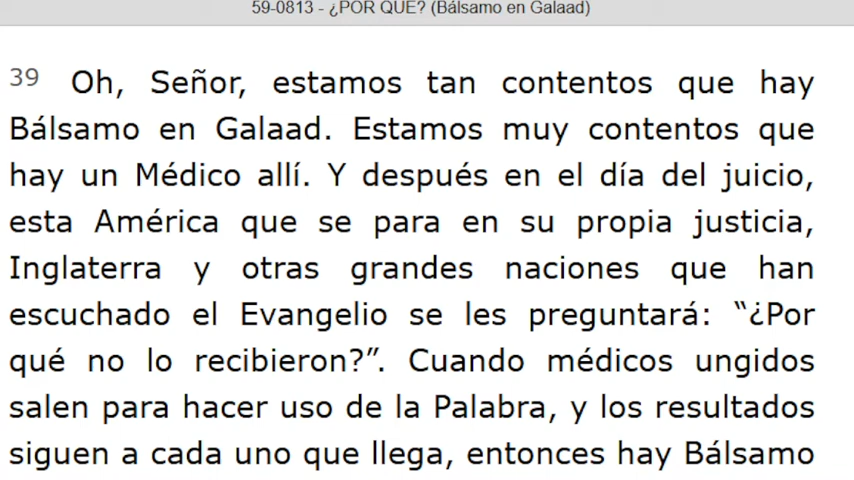 59-0813 - ¿POR QUÉ? (Bálsamo en Galaad)
39 Oh, Señor, estamos tan contentos que hay
Bálsamo en Galaad. Estamos muy contentos que
hay un Médico allí. Y después en el día del juicio,
esta América que se para en su propia justicia,
Inglaterra y otras grandes naciones que han
escuchado el Evangelio se les preguntará: “¿Por
qué no lo recibieron?”. Cuando médicos ungidos
salen para hacer uso de la Palabra, y los resultados
siguen a cada uno que llega, entonces hay Bálsamo